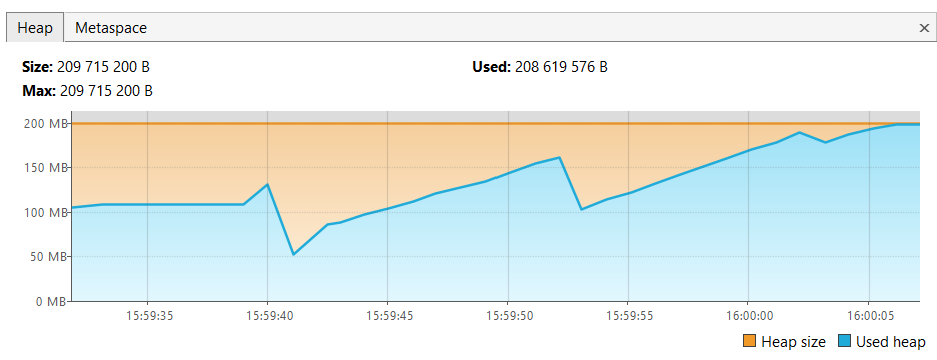 Heap Metaspace ×
Size: 209 715 200 B Used: 208 619 576 B
Max: 209 715 200 B
200 MB
150 MB
100 MB
50 MB
0 MB
15:59:35 15:59:40 15:59:45 15:59:50 15:59:55 16:00:00 16:00:05
Heap size Used heap